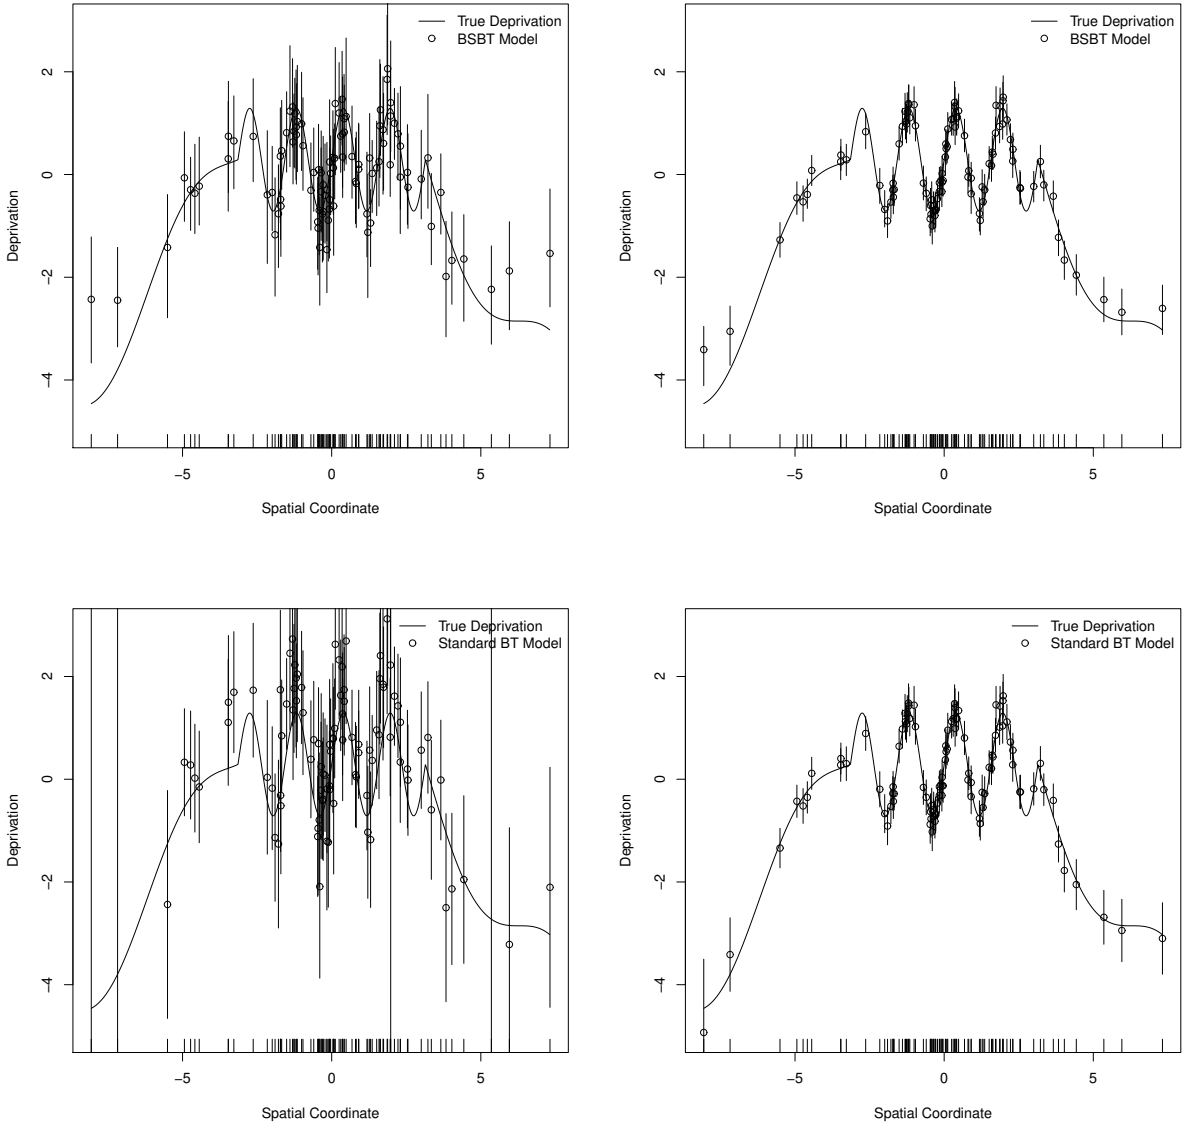 True Deprivation
BSBT Model
2
0
−2
−4
Deprivation
−5 0 5
Spatial Coordinate
True Deprivation
BSBT Model
2
0
−2
−4
Deprivation
−5 0 5
Spatial Coordinate
True Deprivation
Standard BT Model
2
0
−2
−4
Deprivation
−5 0 5
Spatial Coordinate
True Deprivation
Standard BT Model
2
0
−2
−4
Deprivation
−5 0 5
Spatial Coordinate